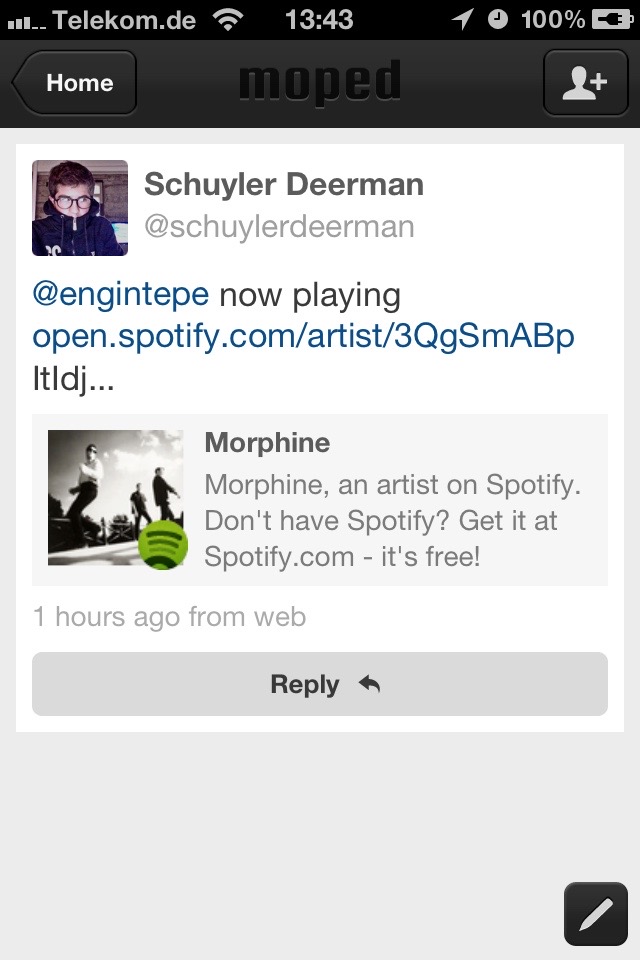 Telekom.de 13:43 100%
Home moped
Schuyler Deerman
@schuylerdeerman
@engintepe now playing
open.spotify.com/artist/3QgSmABp
ItIdj...
Morphine
Morphine, an artist on Spotify.
Don't have Spotify? Get it at
Spotify.com - it's free!
1 hours ago from web
Reply